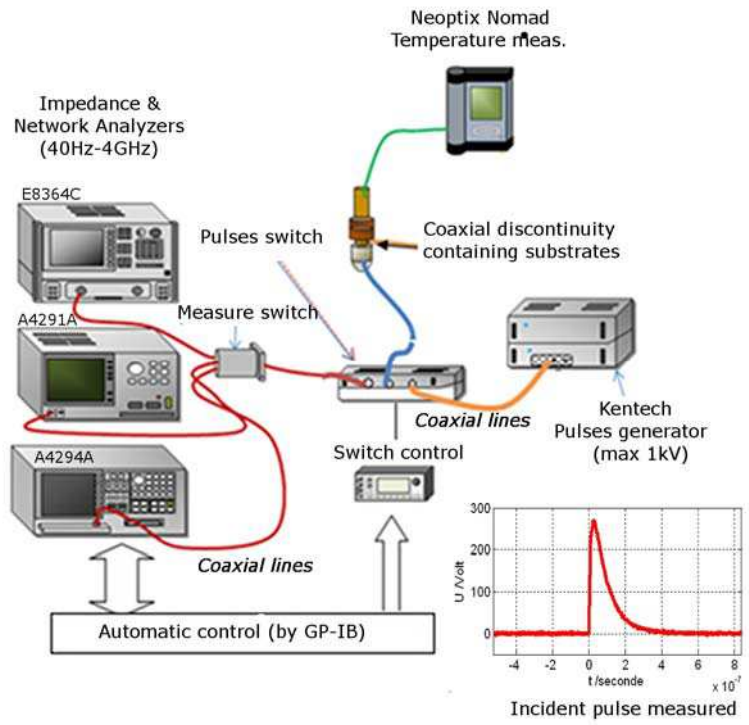 Neoptix Nomad
Temperature meas.
Impedance &
Network Analyzers
(40Hz-4GHz)
E8364C
Pulses switch
Coaxial discontinuity
containing substrates
A4291A
Measure switch
Coaxial lines
Kentech
Pulses generator
(max 1kV)
A4294A
Switch control
Coaxial lines
Automatic control (by GP-IB)
300
200
100
0
U /Volt
-4 -2 0 2 4 6 8
t /seconde
x 10⁻⁷
Incident pulse measured